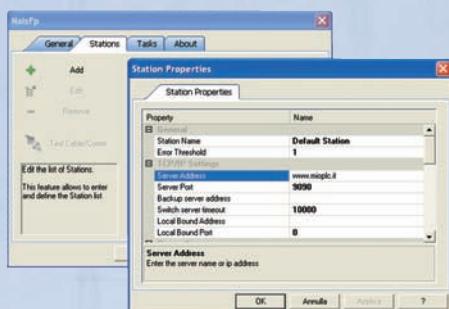 NaisFp
General Stations Tasks About
Add
Edit
Remove
Test Cable/Comm
Edit the list of Stations.
This feature allows to enter
and define the Station list
Station Properties
Station Properties
Property Name
General
Station Name Default Station
Error Threshold 1
TCP/IP Settings
Server Address www.mioplc.it
Server Port 9090
Backup server address
Switch server timeout 10000
Local Bound Address
Local Bound Port 0
Server Address
Enter the server name or ip address
OK Annulla Applica ?